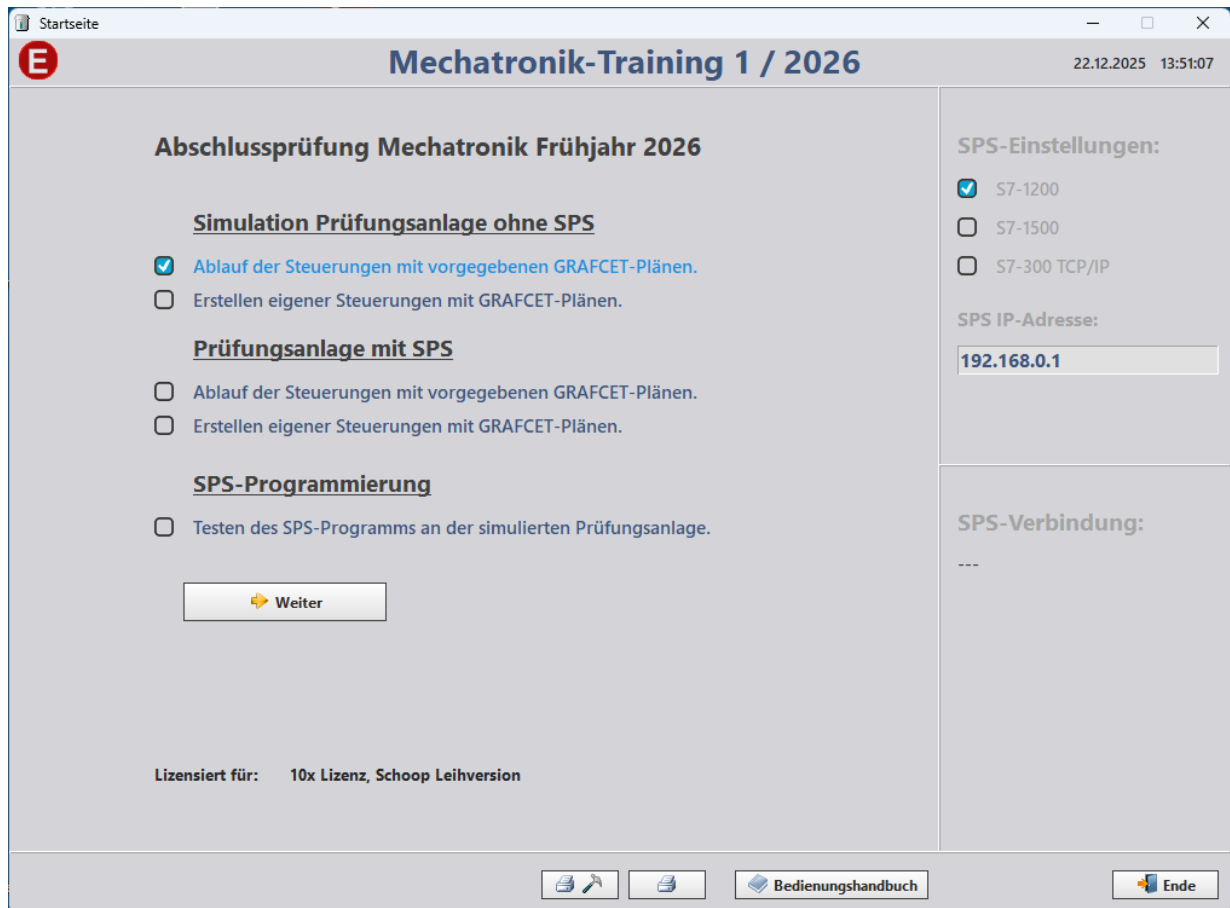 Startseite
E
Mechatronik-Training 1 / 2026
22.12.2025 13:51:07
Abschlussprüfung Mechatronik Frühjahr 2026
Simulation Prüfungsanlage ohne SPS
Ablauf der Steuerungen mit vorgegebenen GRAFCET-Plänen.
Erstellen eigener Steuerungen mit GRAFCET-Plänen.
Prüfungsanlage mit SPS
Ablauf der Steuerungen mit vorgegebenen GRAFCET-Plänen.
Erstellen eigener Steuerungen mit GRAFCET-Plänen.
SPS-Programmierung
Testen des SPS-Programms an der simulierten Prüfungsanlage.
Weiter
Lizensiert für: 10x Lizenz, Schoop Leihversion
SPS-Einstellungen:
S7-1200
S7-1500
S7-300 TCP/IP
SPS IP-Adresse:
192.168.0.1
SPS-Verbindung:
---
Bedienungshandbuch
Ende